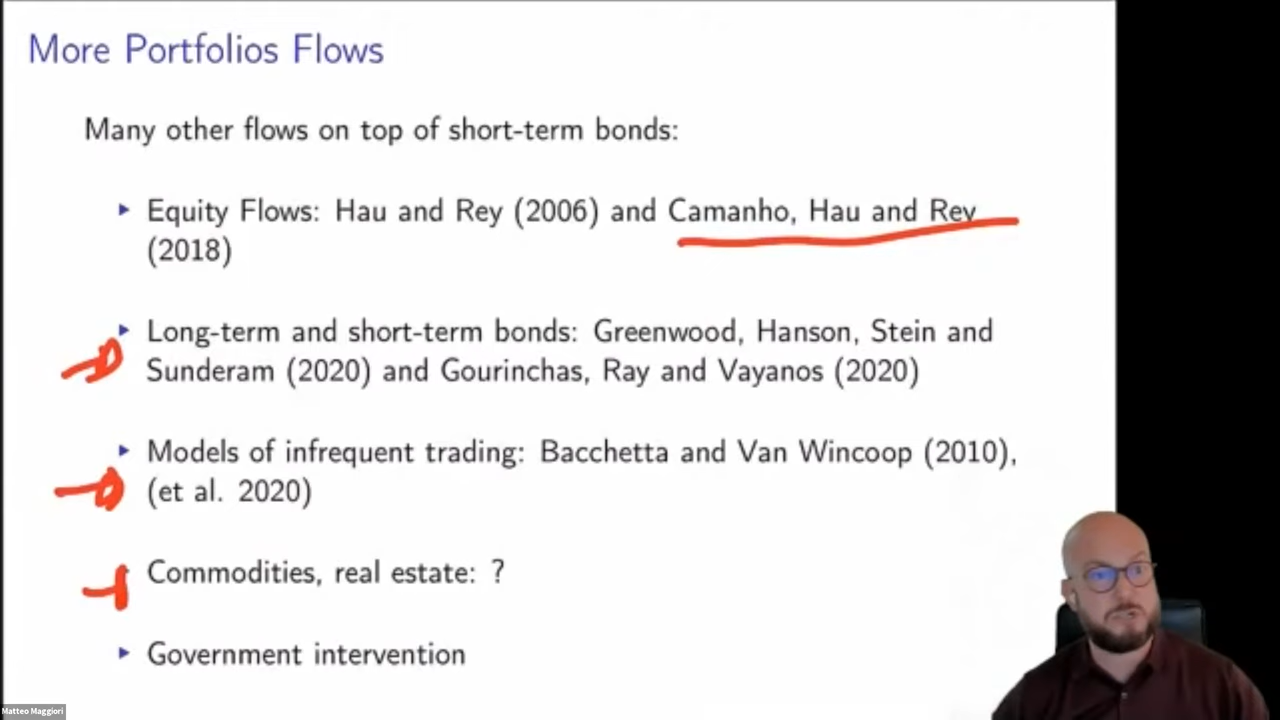 More Portfolios Flows
Many other flows on top of short-term bonds:
Equity Flows: Hau and Rey (2006) and Camanho, Hau and Rey
(2018)
Long-term and short-term bonds: Greenwood, Hanson, Stein and
Sunderam (2020) and Gourinchas, Ray and Vayanos (2020)
Models of infrequent trading: Bacchetta and Van Wincoop (2010),
(et al. 2020)
Commodities, real estate: ?
Government intervention
Matteo Maggiori